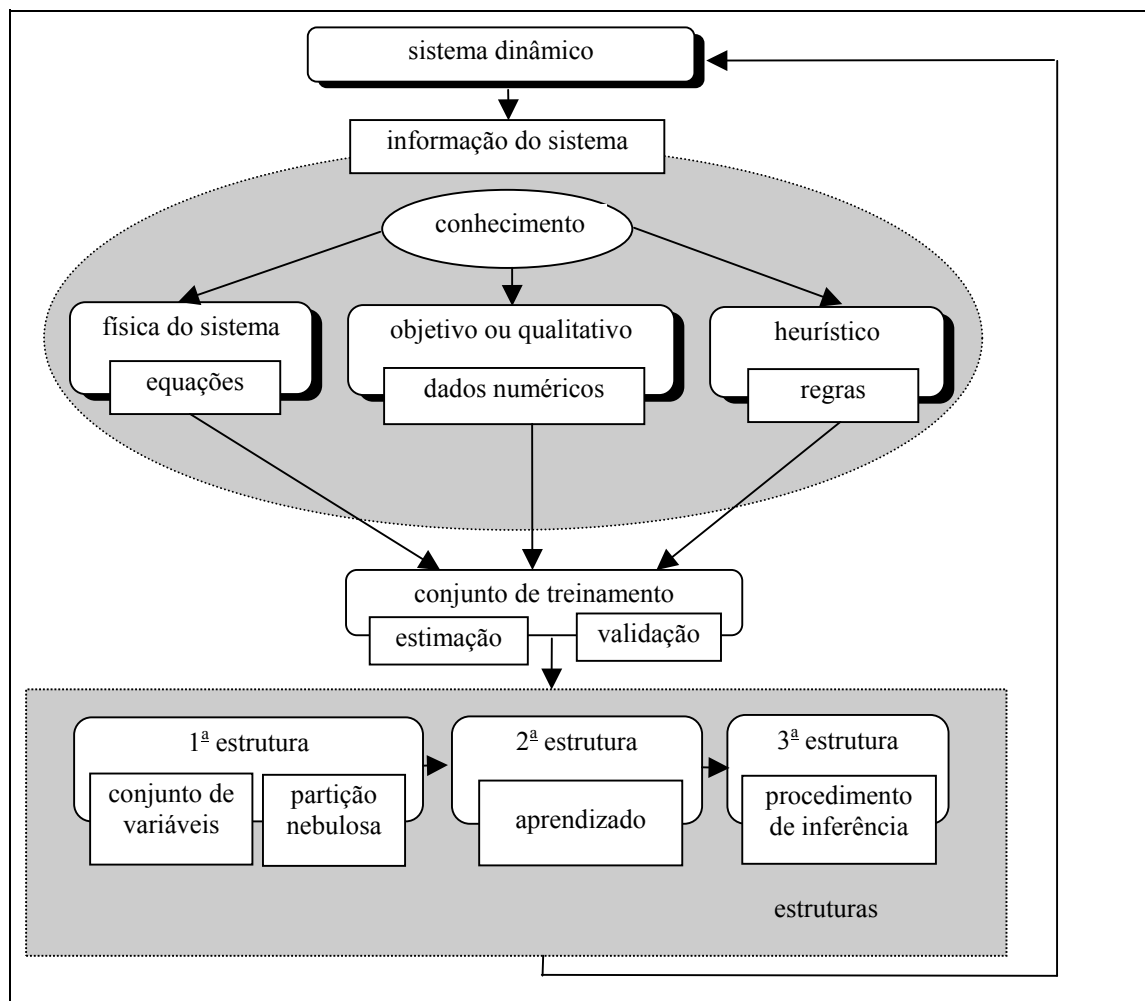 sistema dinâmico
informação do sistema
conhecimento
física do sistema
equações
objetivo ou qualitativo
dados numéricos
heurístico
regras
conjunto de treinamento
estimação
validação
1ª estrutura
conjunto de
variáveis
partição
nebulosa
2ª estrutura
aprendizado
3ª estrutura
procedimento
de inferência
estruturas